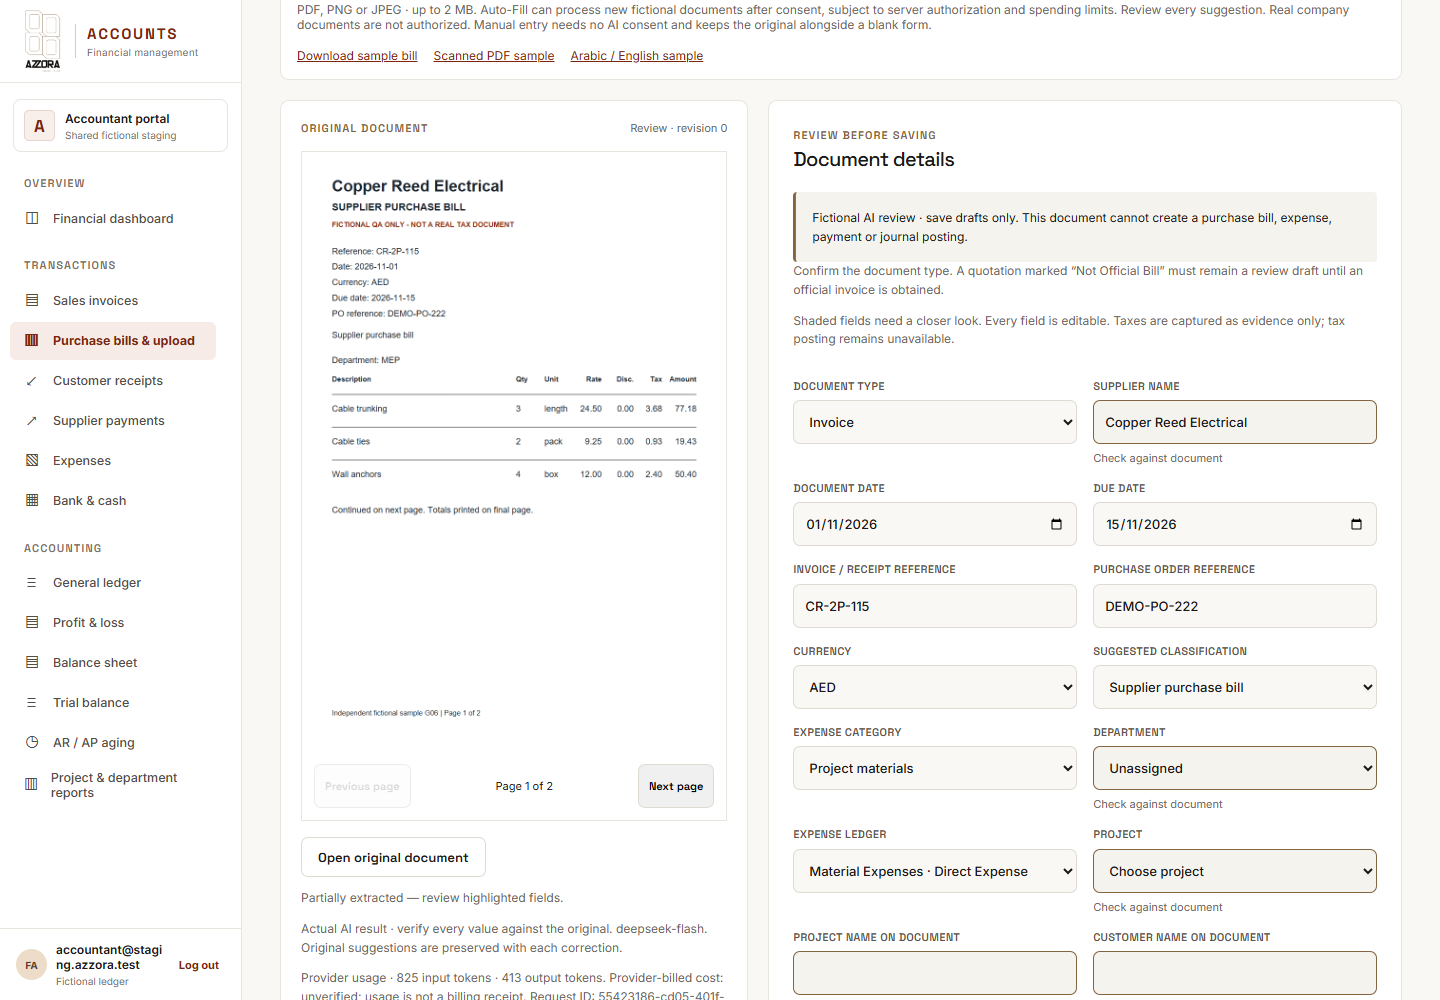 AZZORA
ACCOUNTS
Financial management
A
Accountant portal
Shared fictional staging
OVERVIEW
Financial dashboard
TRANSACTIONS
Sales invoices
Purchase bills & upload
Customer receipts
Supplier payments
Expenses
Bank & cash
ACCOUNTING
General ledger
Profit & loss
Balance sheet
Trial balance
AR / AP aging
Project & department
reports
FA
accountant@stagi
ng.azzora.test
Fictional ledger
Log out
PDF, PNG or JPEG · up to 2 MB. Auto-Fill can process new fictional documents after consent, subject to server authorization and spending limits. Review every suggestion. Real company
documents are not authorized. Manual entry needs no AI consent and keeps the original alongside a blank form.
Download sample bill Scanned PDF sample Arabic / English sample
ORIGINAL DOCUMENT Review · revision 0
Copper Reed Electrical
SUPPLIER PURCHASE BILL
FICTIONAL QA ONLY - NOT A REAL TAX DOCUMENT
Reference: CR-2P-115
Date: 2026-11-01
Currency: AED
Due date: 2026-11-15
PO reference: DEMO-PO-222
Supplier purchase bill
Department: MEP
Description Qty Unit Rate Disc. Tax Amount
Cable trunking 3 length 24.50 0.00 3.68 77.18
Cable ties 2 pack 9.25 0.00 0.93 19.43
Wall anchors 4 box 12.00 0.00 2.40 50.40
Continued on next page. Totals printed on final page.
Independent fictional sample G06 | Page 1 of 2
Previous page Page 1 of 2 Next page
Open original document
Partially extracted — review highlighted fields.
Actual AI result · verify every value against the original. deepseek-flash.
Original suggestions are preserved with each correction.
Provider usage · 825 input tokens · 413 output tokens. Provider-billed cost:
unverified; usage is not a billing receipt. Request ID: 55423186-cd05-401f-
REVIEW BEFORE SAVING
Document details
Fictional AI review · save drafts only. This document cannot create a purchase bill, expense,
payment or journal posting.
Confirm the document type. A quotation marked “Not Official Bill” must remain a review draft until an
official invoice is obtained.
Shaded fields need a closer look. Every field is editable. Taxes are captured as evidence only; tax
posting remains unavailable.
DOCUMENT TYPE SUPPLIER NAME
Invoice Copper Reed Electrical
Check against document
DOCUMENT DATE DUE DATE
01/11/2026 15/11/2026
INVOICE / RECEIPT REFERENCE PURCHASE ORDER REFERENCE
CR-2P-115 DEMO-PO-222
CURRENCY SUGGESTED CLASSIFICATION
AED Supplier purchase bill
EXPENSE CATEGORY DEPARTMENT
Project materials Unassigned
Check against document
EXPENSE LEDGER PROJECT
Material Expenses · Direct Expense Choose project
Check against document
PROJECT NAME ON DOCUMENT CUSTOMER NAME ON DOCUMENT